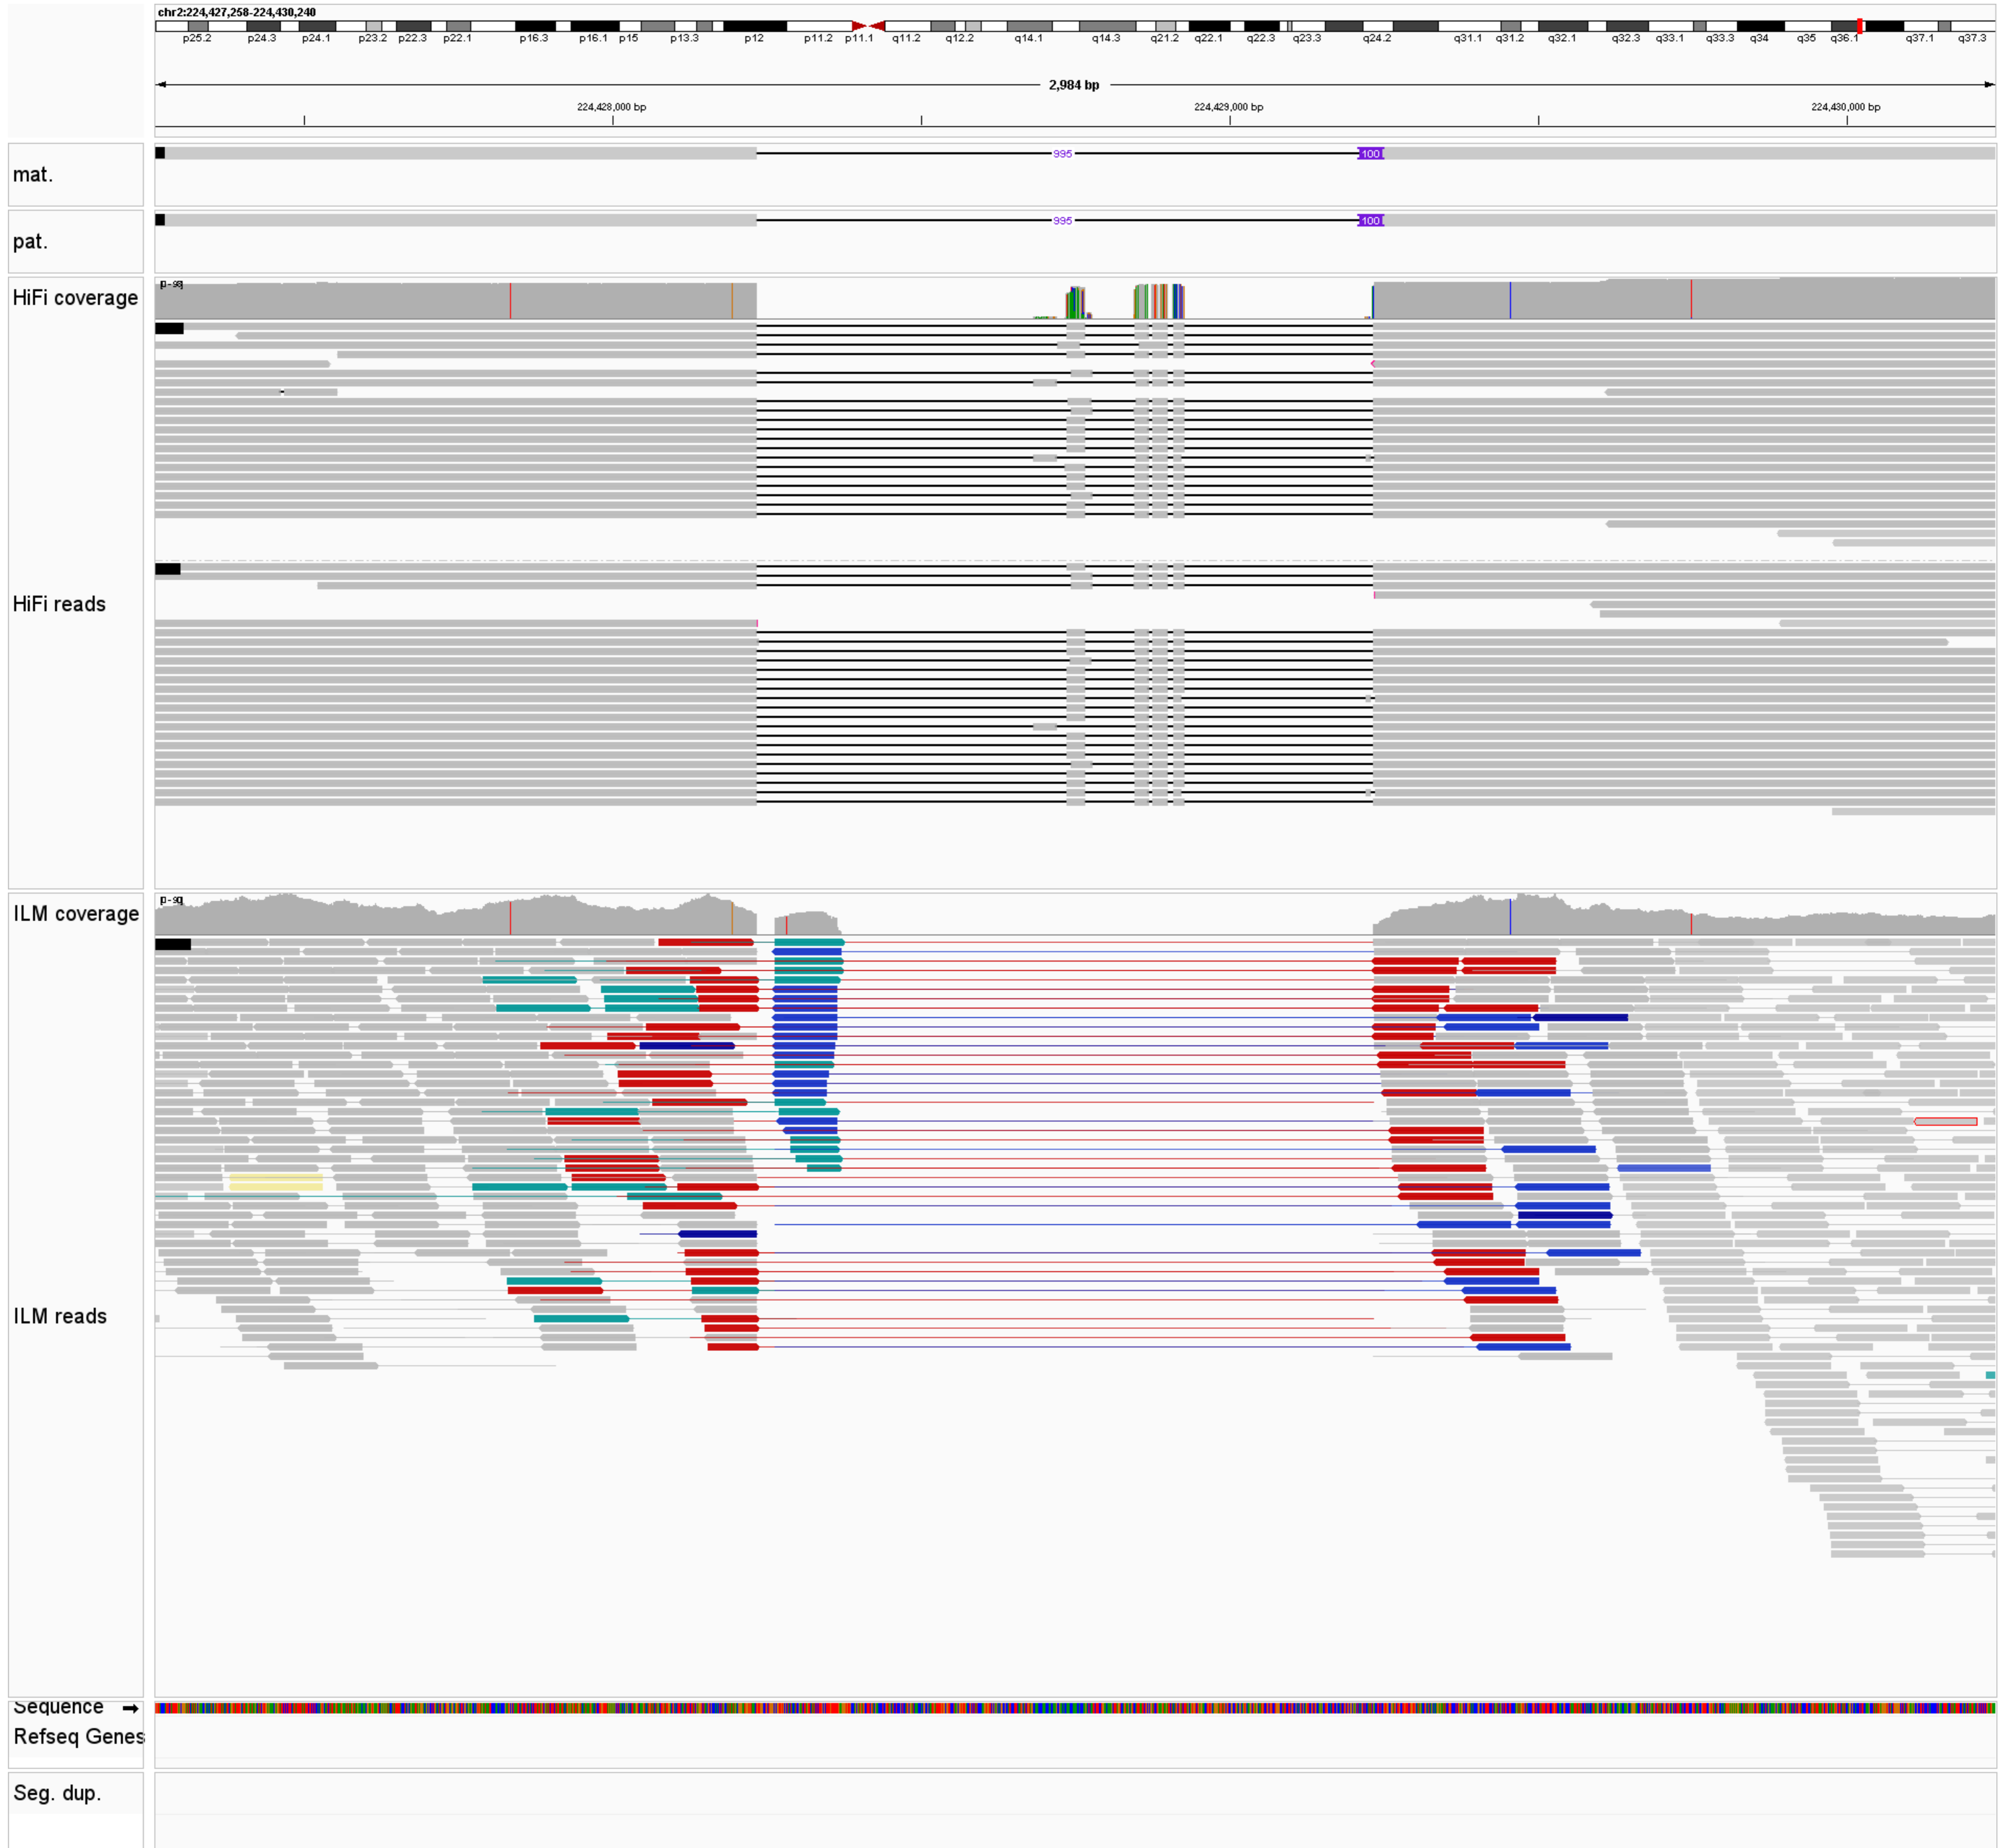 chr2:224,427,258-224,430,240
p25.2 p24.3 p24.1 p23.2 p22.3 p22.1 p16.3 p16.1 p15 p13.3 p12 p11.2 p11.1 q11.2 q12.2 q14.1 q14.3 q21.2 q22.1 q22.3 q23.3 q24.2 q31.1 q31.2 q32.1 q32.3 q33.1 q33.3 q34 q35 q36.1 q37.1 q37.3
2,984 bp
224,428,000 bp 224,429,000 bp 224,430,000 bp
mat. 995 100
pat. 995 100
HiFi coverage
HiFi reads
ILM coverage
ILM reads
Sequence
Refseq Genes
Seg. dup.